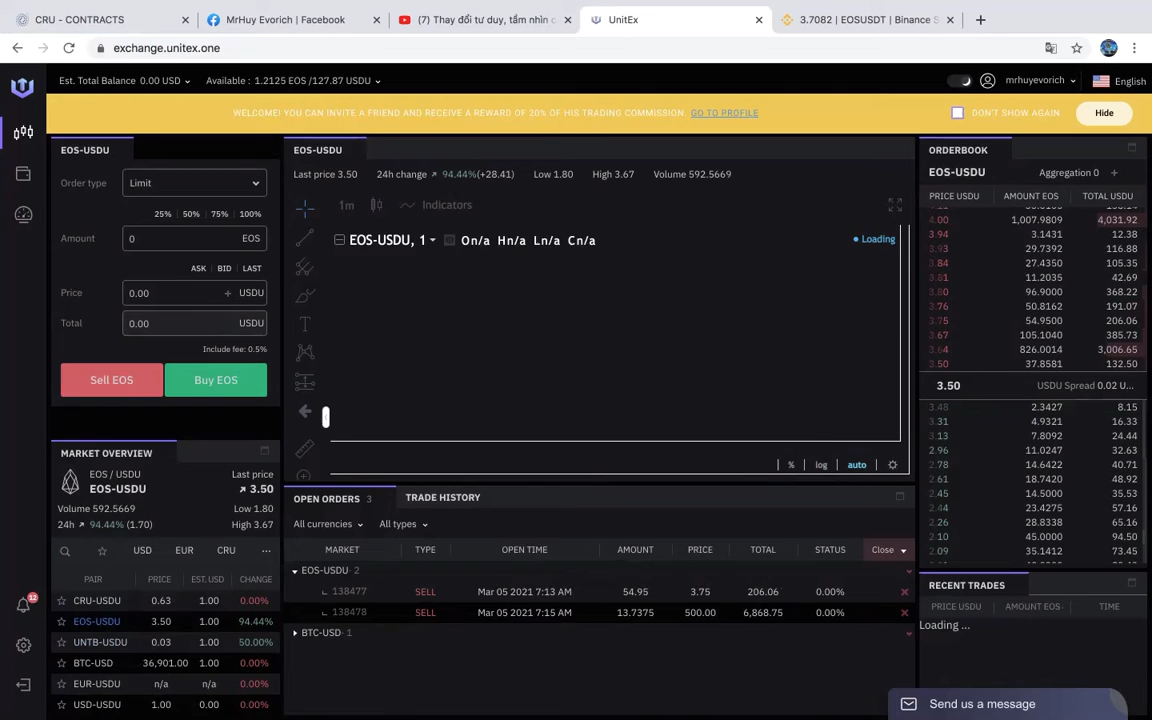 CRU - CONTRACTS
MrHuy Evorich | Facebook
(7) Thay đổi tư duy, tầm nhìn c
UnitEx
3.7082 | EOSUSDT | Binance S
exchange.unitex.one
Est. Total Balance 0.00 USD
Available : 1.2125 EOS /127.87 USDU
mrhuyevorich
English
WELCOME! YOU CAN INVITE A FRIEND AND RECEIVE A REWARD OF 20% OF HIS TRADING COMMISSION GO TO PROFILE
DON'T SHOW AGAIN
Hide
EOS-USDU
Order type
Limit
25% | 50% | 75% | 100%
Amount
0 EOS
ASK | BID | LAST
Price
0.00 + USDU
Total
0.00 USDU
Include fee: 0.5%
Sell EOS
Buy EOS
EOS-USDU
Last price 3.50 24h change 94.44%(+28.41) Low 1.80 High 3.67 Volume 592.5669
1m Indicators
EOS-USDU, 1 On/a Hn/a Ln/a Cn/a
Loading
% log auto
MARKET OVERVIEW
EOS / USDU Last price
EOS-USDU 3.50
Volume 592.5669 Low 1.80
24h 94.44% (1.70) High 3.67
USD EUR CRU ...
PAIR PRICE EST. USD CHANGE
CRU-USDU 0.63 1.00 0.00%
EOS-USDU 3.50 1.00 94.44%
UNTB-USDU 0.03 1.00 50.00%
BTC-USD 36,901.00 1.00 0.00%
EUR-USDU n/a n/a 0.00%
USD-USDU 1.00 0.00 0.00%
12
OPEN ORDERS 3
TRADE HISTORY
All currencies All types
MARKET TYPE OPEN TIME AMOUNT PRICE TOTAL STATUS Close
EOS-USDU · 2
138477 SELL Mar 05 2021 7:13 AM 54.95 3.75 206.06 0.00%
138478 SELL Mar 05 2021 7:15 AM 13.7375 500.00 6,868.75 0.00%
BTC-USD · 1
ORDERBOOK
EOS-USDU Aggregation 0 +
PRICE USDU AMOUNT EOS TOTAL USDU
4.00 1,007.9809 4,031.92
3.94 3.1431 12.38
3.93 29.7392 116.88
3.84 27.4350 105.35
3.81 11.2035 42.69
3.80 96.9000 368.22
3.76 50.8162 191.07
3.75 54.9500 206.06
3.67 105.1040 385.73
3.64 826.0014 3,006.65
3.50 37.8581 132.50
3.50 USDU Spread 0.02 U...
3.48 2.3427 8.15
3.31 4.9321 16.33
3.13 7.8092 24.44
2.96 11.0247 32.63
2.78 14.6422 40.71
2.61 18.7420 48.92
2.45 14.5000 35.53
2.44 23.4275 57.16
2.26 28.8338 65.16
2.10 45.0000 94.50
2.09 35.1412 73.45
RECENT TRADES
PRICE USDU AMOUNT EOS TIME
Loading ...
Send us a message